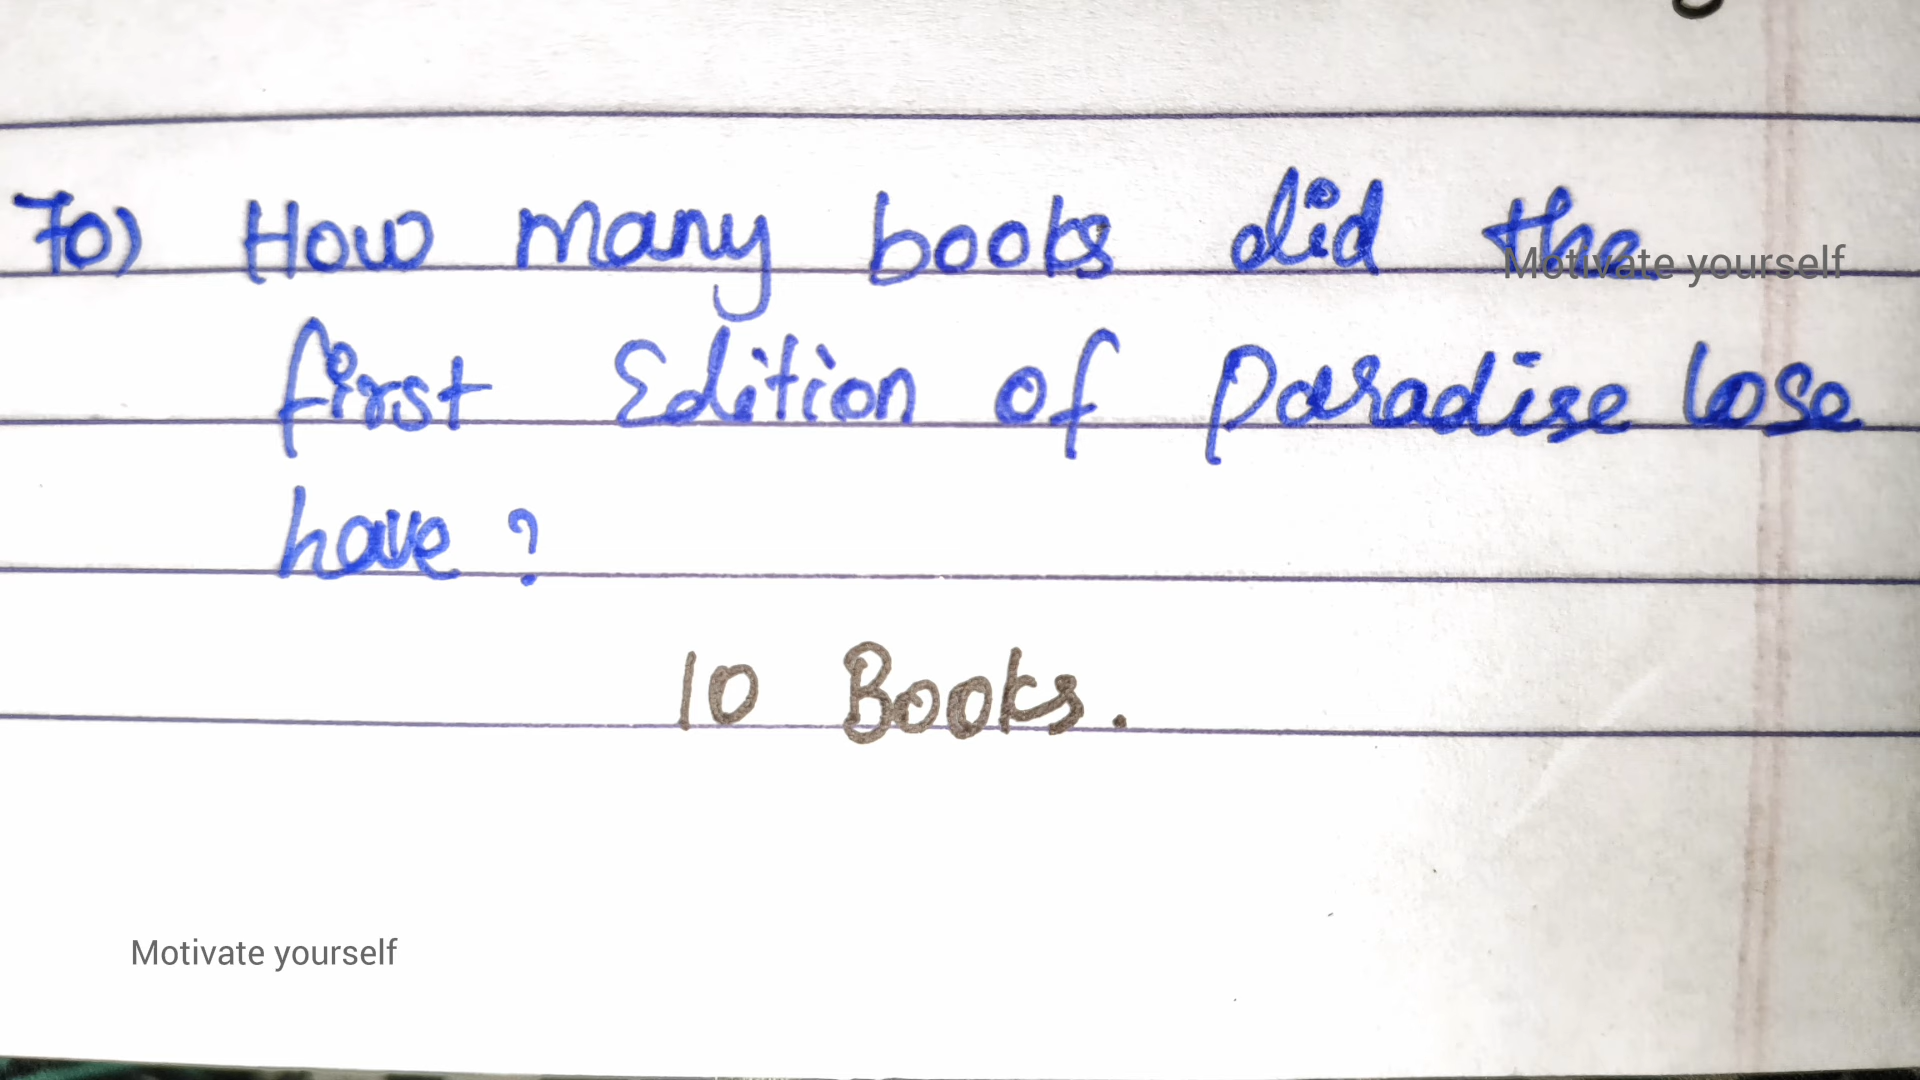 70) How many books did the
Motivate yourself
first Edition of Paradise lose
have ?
10 Books.
Motivate yourself